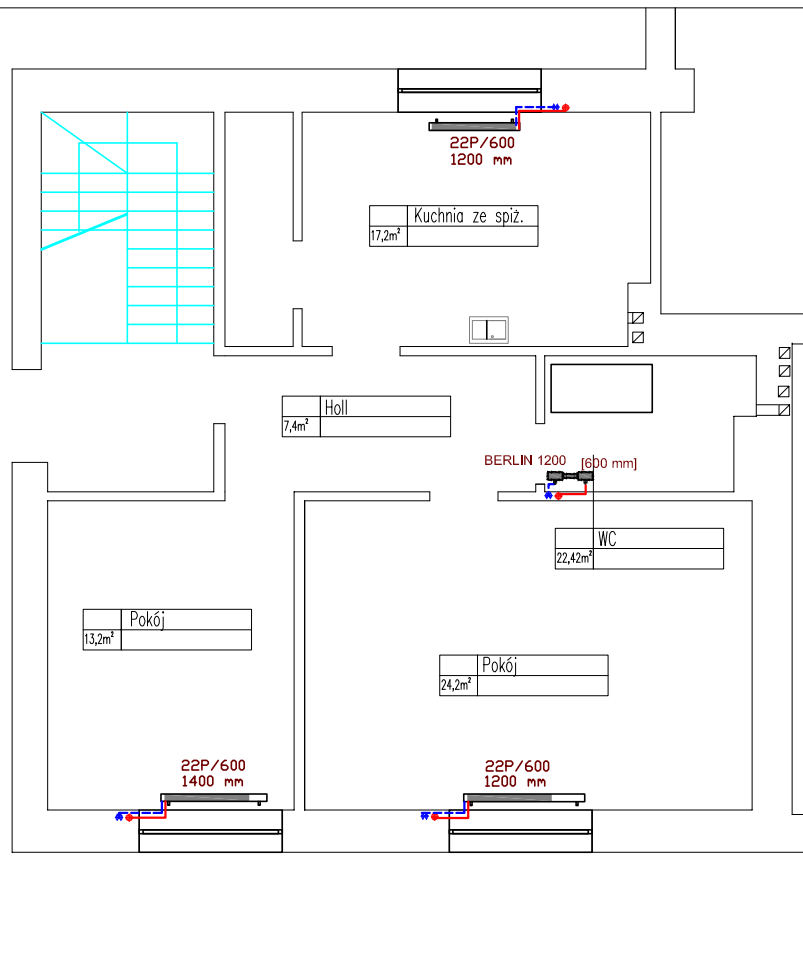 22P/600
1200 mm
Kuchnia ze spiż.
17,2m²
Holl
7,4m²
BERLIN 1200 [600 mm]
WC
22,42m²
Pokój
13,2m²
Pokój
24,2m²
22P/600
1400 mm
22P/600
1200 mm